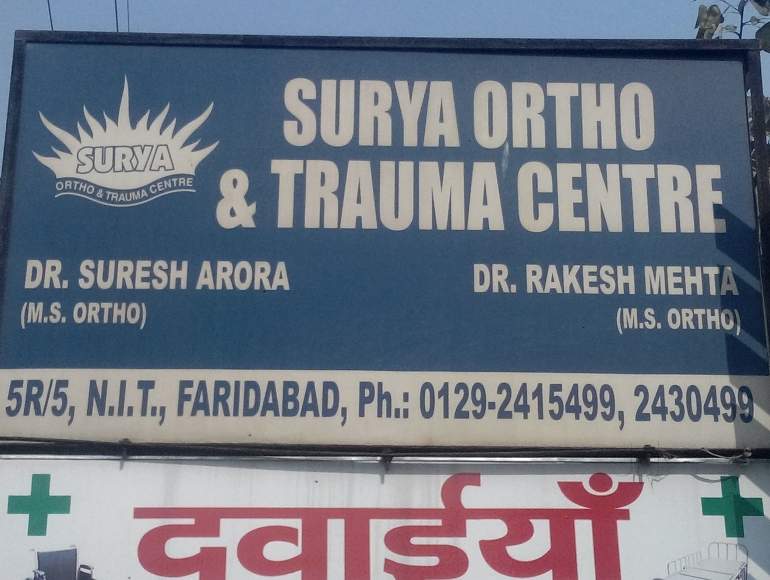 SURYA
ORTHO & TRAUMA CENTRE
SURYA ORTHO
& TRAUMA CENTRE
DR. SURESH ARORA
(M.S. ORTHO)
DR. RAKESH MEHTA
(M.S. ORTHO)
5R/5, N.I.T., FARIDABAD, Ph.: 0129-2415499, 2430499
दवाईयाँ